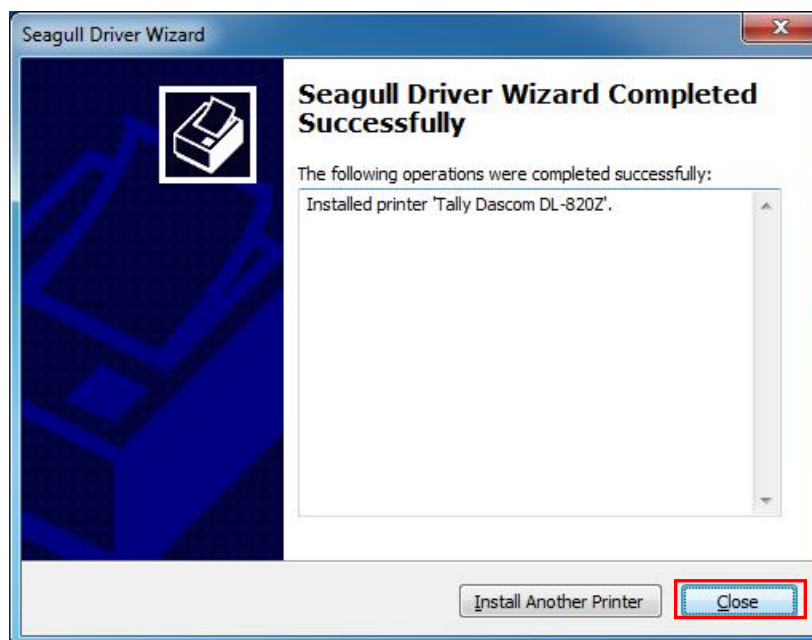 Seagull Driver Wizard
Seagull Driver Wizard Completed
Successfully
The following operations were completed successfully:
Installed printer 'Tally Dascom DL-820Z'.
Install Another Printer
Close